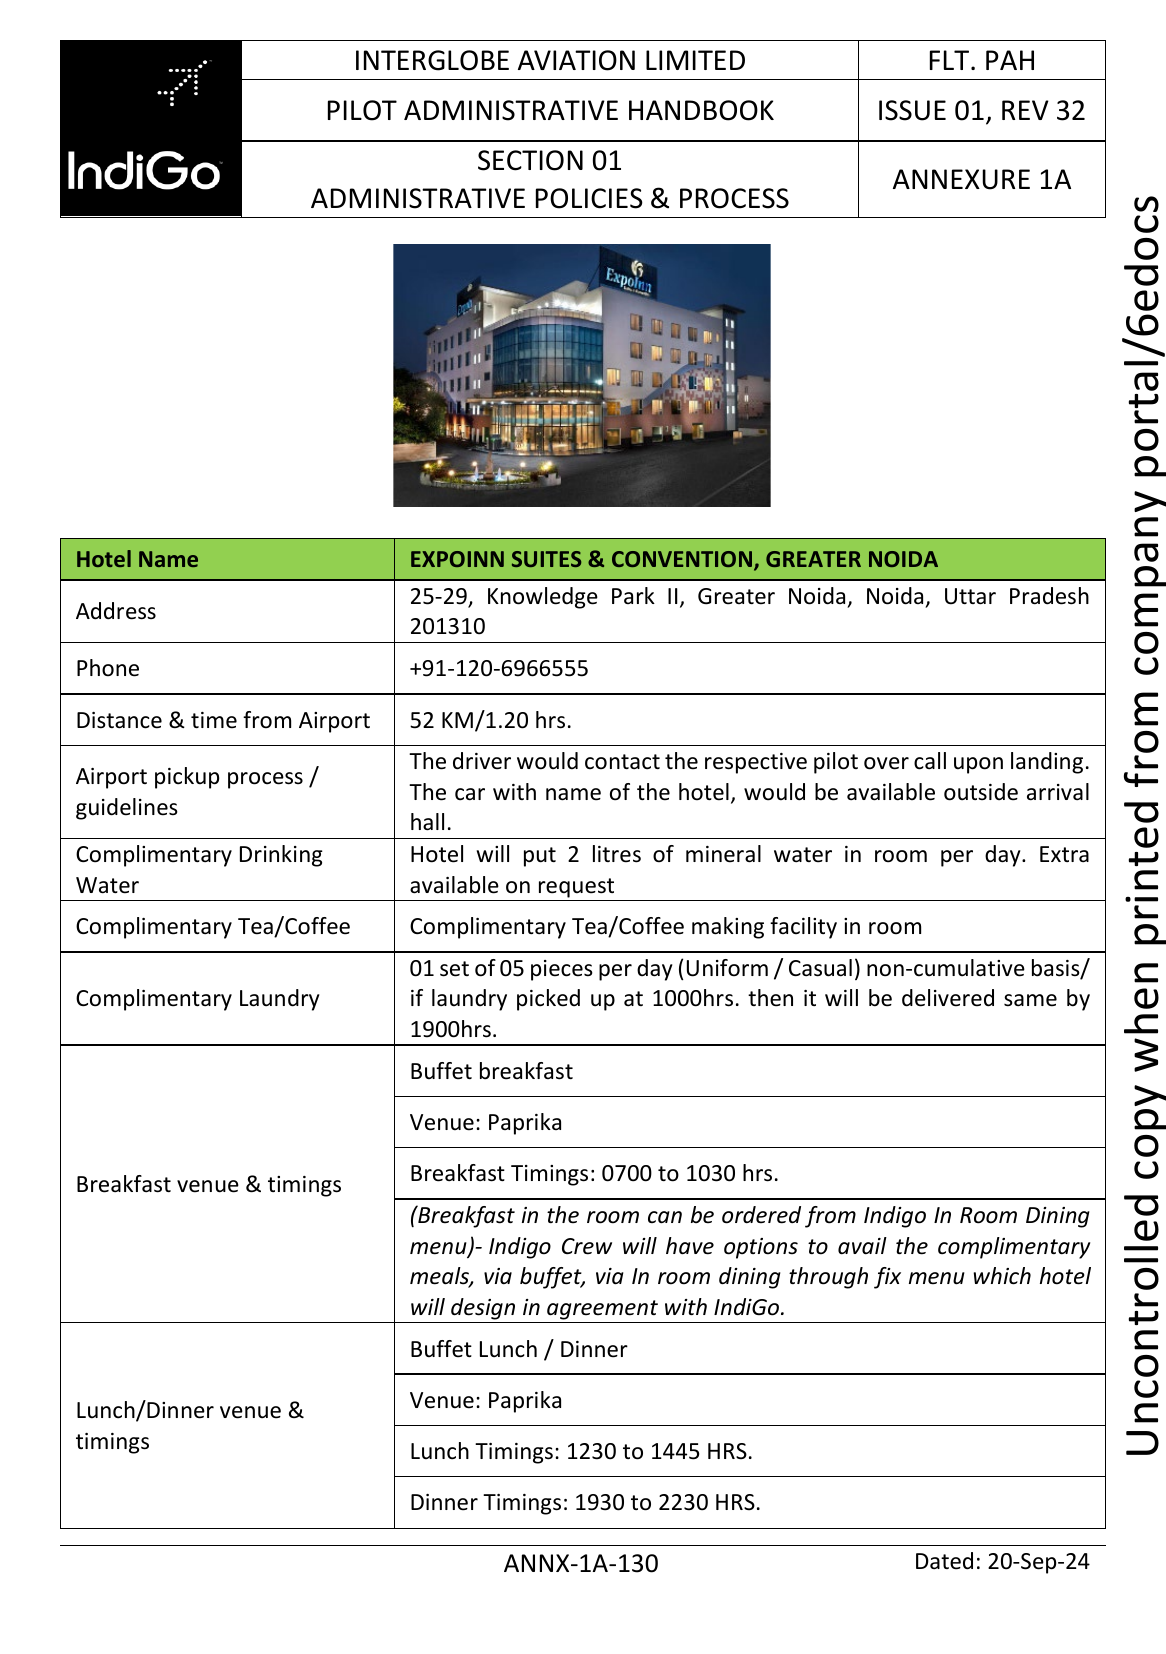 IndiGo
INTERGLOBE AVIATION LIMITED
FLT. PAH
PILOT ADMINISTRATIVE HANDBOOK
ISSUE 01, REV 32
SECTION 01
ADMINISTRATIVE POLICIES & PROCESS
ANNEXURE 1A
ExpoInn
Hotel Name
EXPOINN SUITES & CONVENTION, GREATER NOIDA
Address
25-29, Knowledge Park II, Greater Noida, Noida, Uttar Pradesh
201310
Phone
+91-120-6966555
Distance & time from Airport
52 KM/1.20 hrs.
Airport pickup process /
guidelines
The driver would contact the respective pilot over call upon landing.
The car with name of the hotel, would be available outside arrival
hall.
Complimentary Drinking
Water
Hotel will put 2 litres of mineral water in room per day. Extra
available on request
Complimentary Tea/Coffee
Complimentary Tea/Coffee making facility in room
Complimentary Laundry
01 set of 05 pieces per day (Uniform / Casual) non-cumulative basis/
if laundry picked up at 1000hrs. then it will be delivered same by
1900hrs.
Breakfast venue & timings
Buffet breakfast
Venue: Paprika
Breakfast Timings: 0700 to 1030 hrs.
(Breakfast in the room can be ordered from Indigo In Room Dining
menu)- Indigo Crew will have options to avail the complimentary
meals, via buffet, via In room dining through fix menu which hotel
will design in agreement with IndiGo.
Lunch/Dinner venue &
timings
Buffet Lunch / Dinner
Venue: Paprika
Lunch Timings: 1230 to 1445 HRS.
Dinner Timings: 1930 to 2230 HRS.
ANNX-1A-130
Dated: 20-Sep-24
Uncontrolled copy when printed from company portal/6edocs